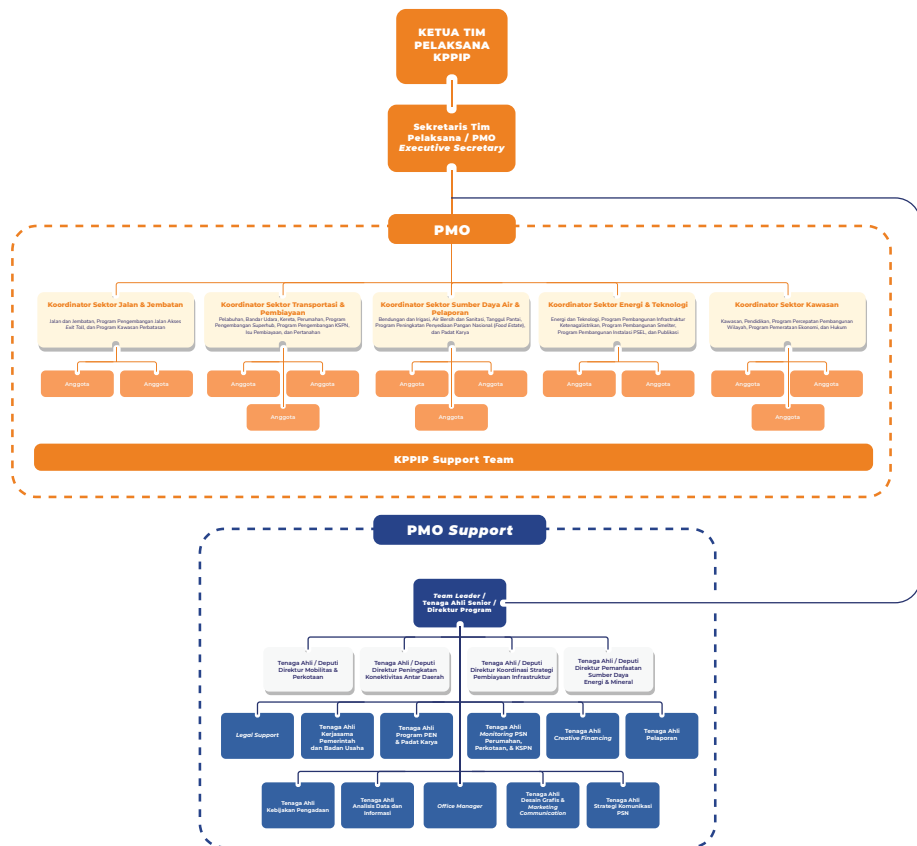 KETUA TIM
PELAKSANA
KPPIP
Sekretaris Tim
Pelaksana / PMO
Executive Secretary
PMO
Koordinator Sektor Jalan & Jembatan
Jalan dan Jembatan, Program Pengembangan Jalan Akses
Exit Toll, dan Program Kawasan Perbatasan
Koordinator Sektor Transportasi &
Pembiayaan
Pelabuhan, Bandar Udara, Kereta, Perumahan, Program
Pengembangan Superhub, Program Pengembangan KSPN,
Isu Pembiayaan, dan Pertanahan
Koordinator Sektor Sumber Daya Air &
Pelaporan
Bendungan dan Irigasi, Air Bersih dan Sanitasi, Tanggul Pantai,
Program Peningkatan Penyediaan Pangan Nasional (Food Estate),
dan Padat Karya
Koordinator Sektor Energi & Teknologi
Energi dan Teknologi, Program Pembangunan Infrastruktur
Ketenagalistrikan, Program Pembangunan Smelter,
Program Pembangunan Instalasi PSEL, dan Publikasi
Koordinator Sektor Kawasan
Kawasan, Pendidikan, Program Percepatan Pembangunan
Wilayah, Program Pemerataan Ekonomi, dan Hukum
Anggota
Anggota
Anggota
Anggota
Anggota
Anggota
Anggota
Anggota
Anggota
Anggota
Anggota
Anggota
Anggota
KPPIP Support Team
PMO Support
Team Leader /
Tenaga Ahli Senior /
Direktur Program
Tenaga Ahli / Deputi
Direktur Mobilitas &
Perkotaan
Tenaga Ahli / Deputi
Direktur Peningkatan
Konektivitas Antar Daerah
Tenaga Ahli / Deputi
Direktur Koordinasi Strategi
Pembiayaan Infrastruktur
Tenaga Ahli / Deputi
Direktur Pemanfaatan
Sumber Daya
Energi & Mineral
Legal Support
Tenaga Ahli
Kerjasama
Pemerintah
dan Badan Usaha
Tenaga Ahli
Program PEN
& Padat Karya
Tenaga Ahli
Monitoring PSN
Perumahan,
Perkotaan, & KSPN
Tenaga Ahli
Creative Financing
Tenaga Ahli
Pelaporan
Tenaga Ahli
Kebijakan Pengadaan
Tenaga Ahli
Analisis Data dan
Informasi
Office Manager
Tenaga Ahli
Desain Grafis &
Marketing
Communication
Tenaga Ahli
Strategi Komunikasi
PSN